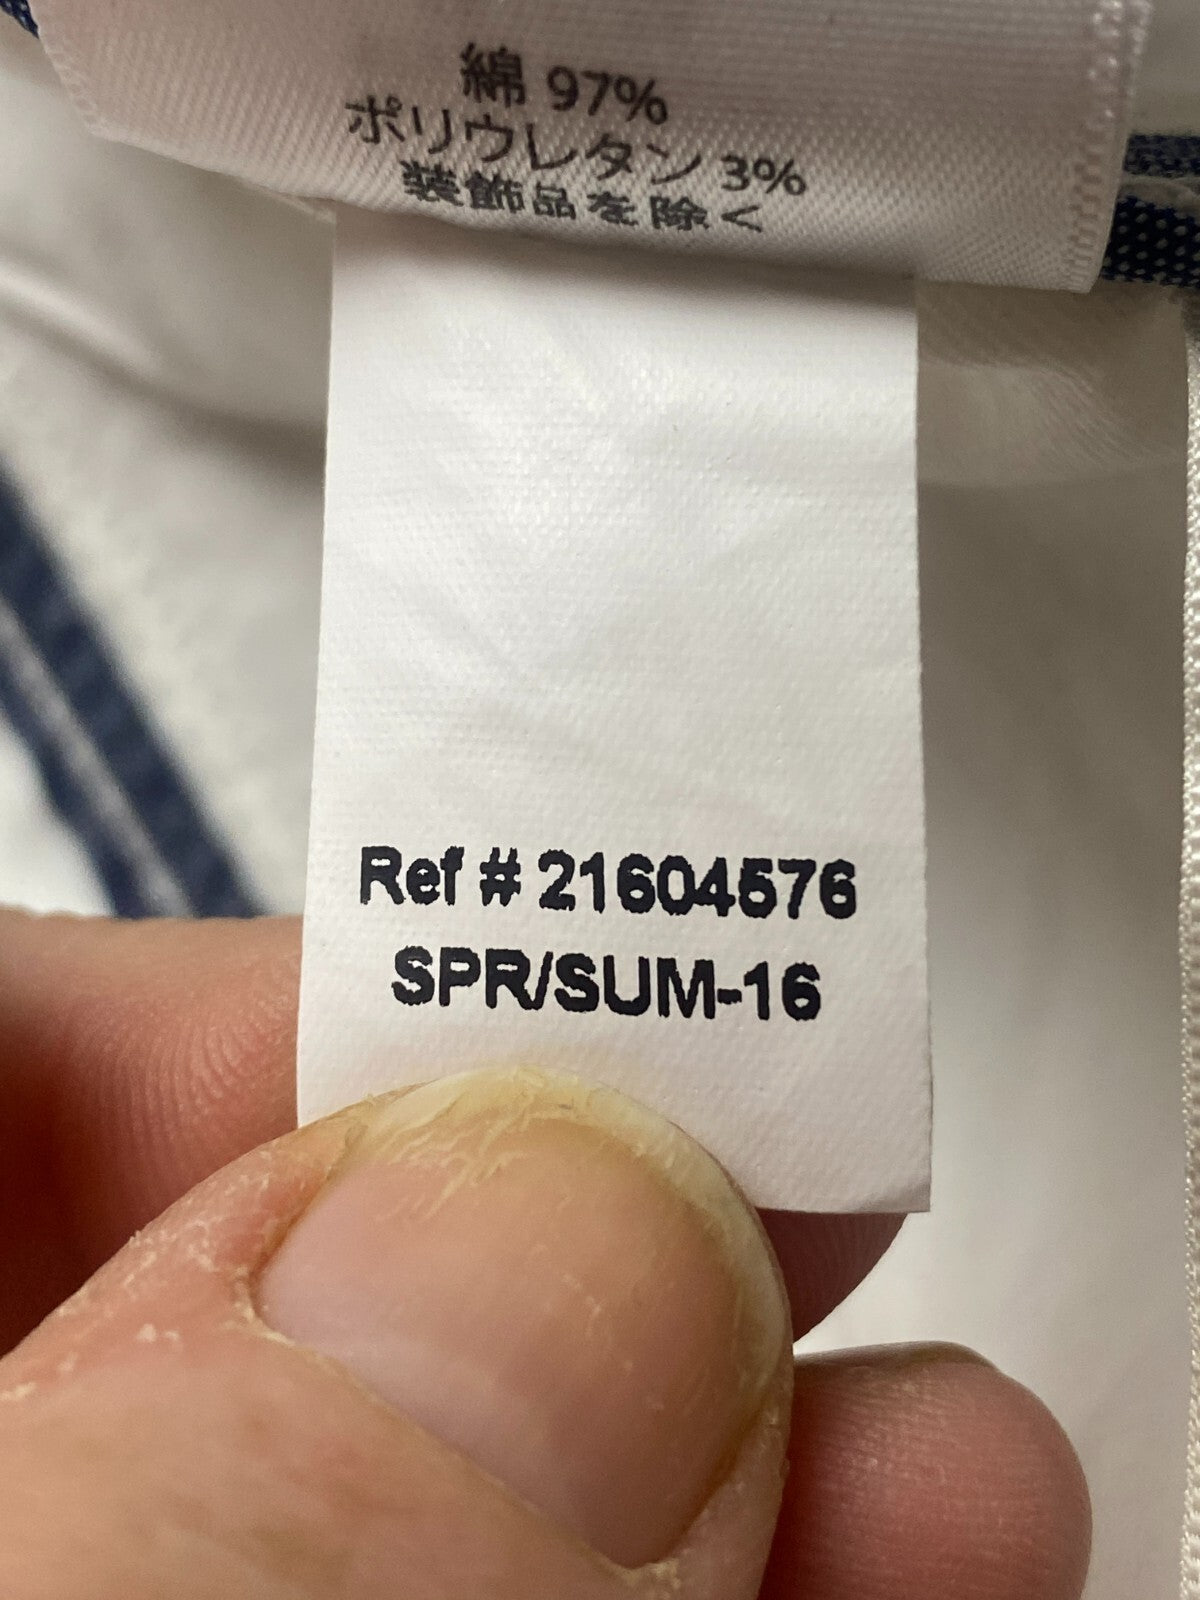 綿 97%
ポリウレタン 3%
装飾品を除く
Ref # 21604576
SPR/SUM-16